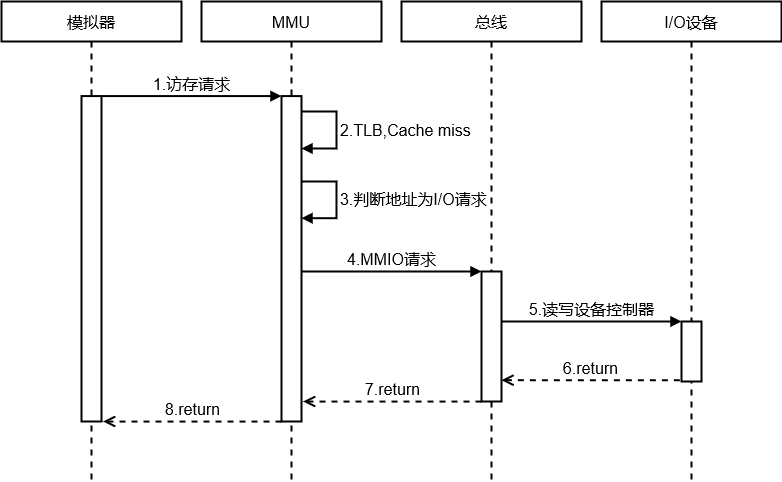 模拟器
MMU
总线
I/O设备
1.访存请求
2.TLB,Cache miss
3.判断地址为I/O请求
4.MMIO请求
5.读写设备控制器
6.return
7.return
8.return